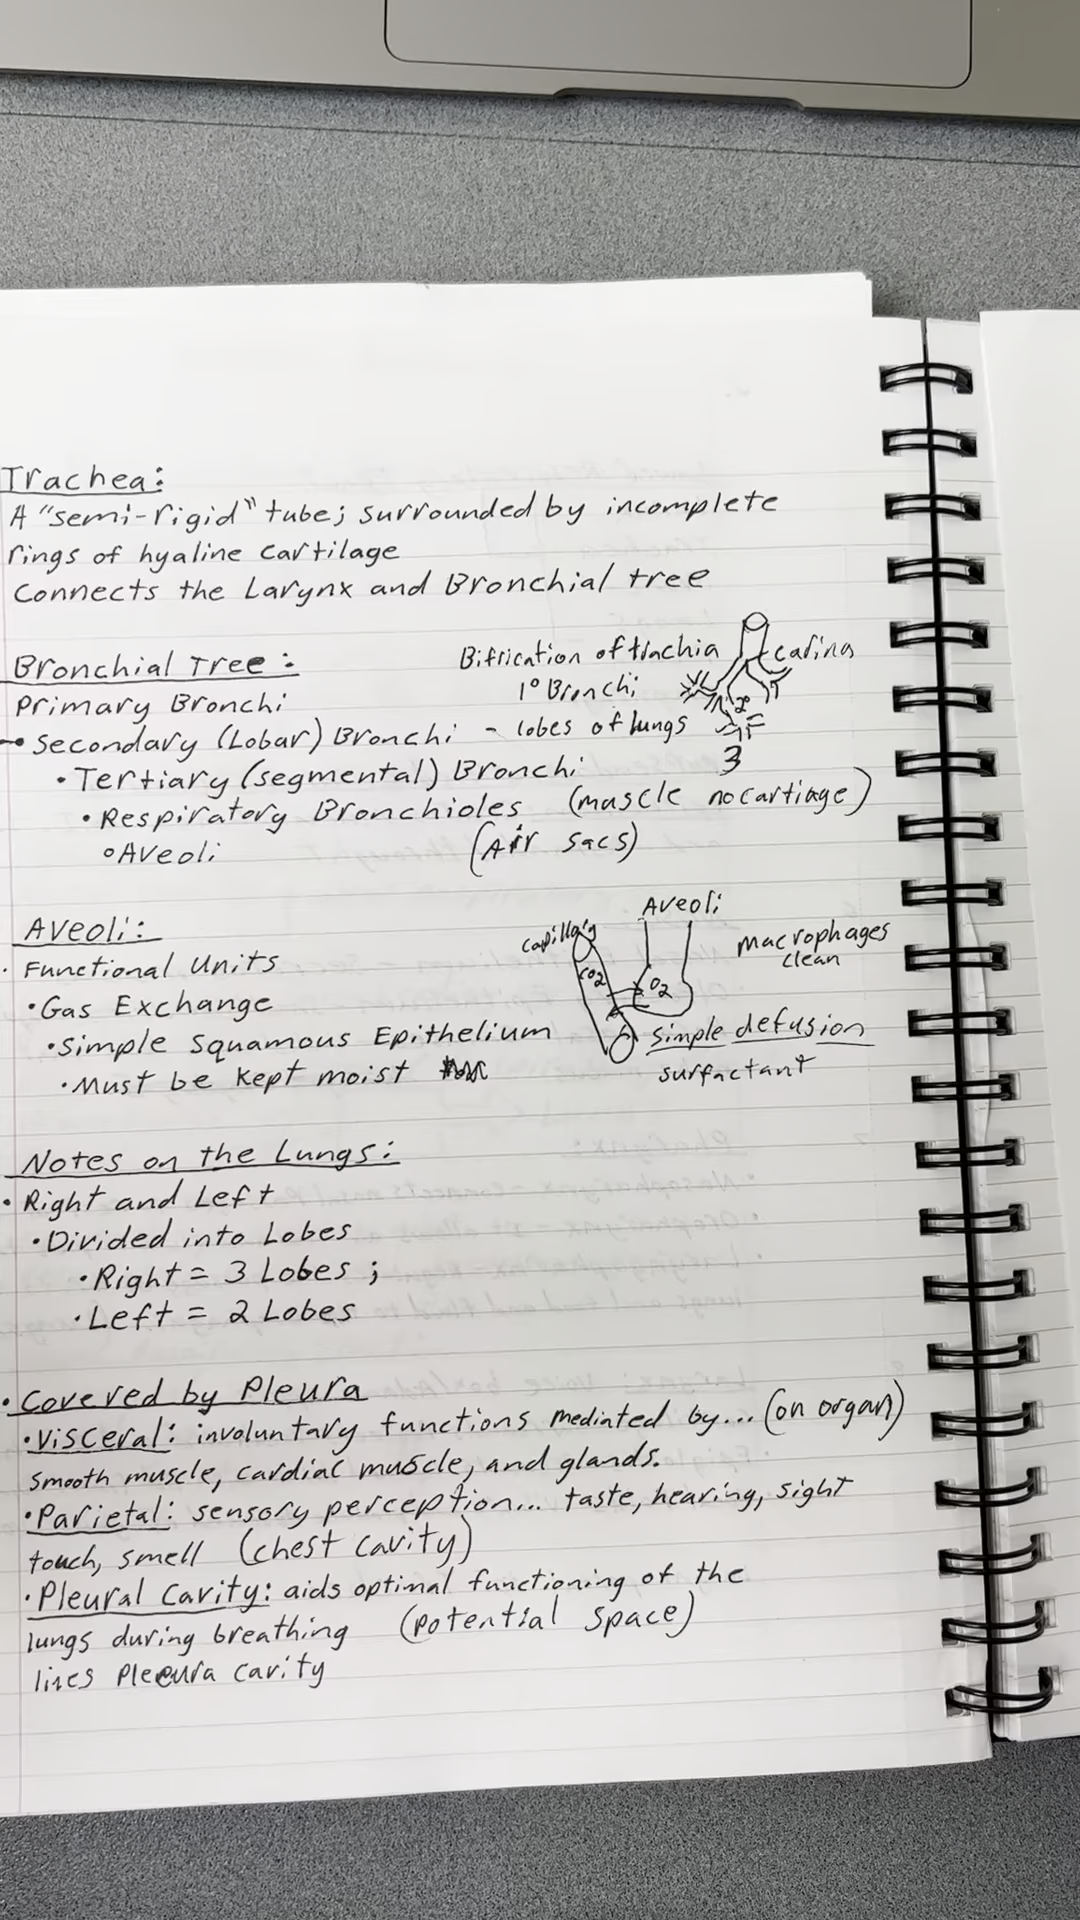 Trachea:
A "semi-rigid" tube; surrounded by incomplete
rings of hyaline cartilage
Connects the Larynx and Bronchial tree
Bifrication of trachia carina
Bronchial Tree:
1° Bronchi
Primary Bronchi
2°
Secondary (Lobar) Bronchi - lobes of lungs
3
Tertiary (segmental) Bronchi
Respiratory Bronchioles (muscle no cartiage)
Aveoli (Air sacs)
Aveoli:
Aveoli
Capillary
macrophages
clean
Functional Units
CO2
O2
Gas Exchange
Simple Squamous Epithelium
simple defusion
Must be kept moist
surfactant
Notes on the Lungs:
Right and Left
Divided into Lobes
Right = 3 Lobes ;
Left = 2 Lobes
Covered by Pleura
Visceral: involuntary functions mediated by... (on organ)
smooth muscle, cardiac muscle, and glands.
Parietal: sensory perception... taste, hearing, sight
touch, smell (chest cavity)
Pleural Cavity: aids optimal functioning of the
lungs during breathing (potential space)
lines Pleeura cavity